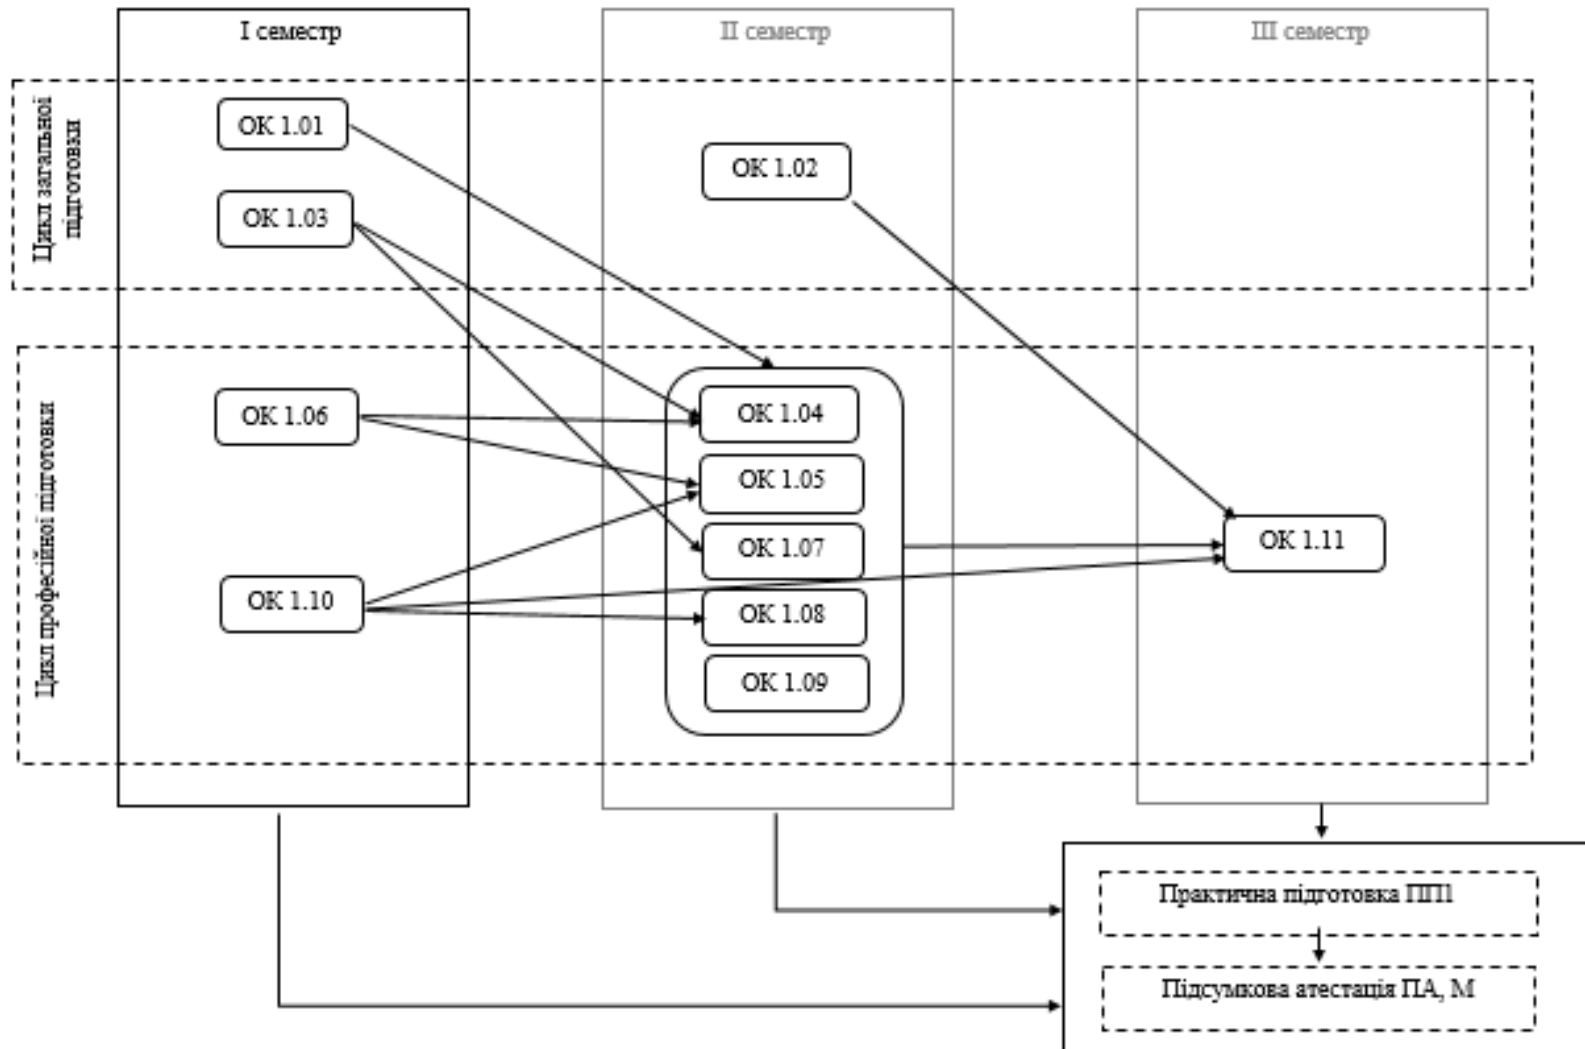 І семестр
ІІ семестр
ІІІ семестр
Цикл загальної
підготовки
ОК 1.01
ОК 1.02
ОК 1.03
Цикл професійної підготовки
ОК 1.06
ОК 1.10
ОК 1.04
ОК 1.05
ОК 1.07
ОК 1.08
ОК 1.09
ОК 1.11
Практична підготовка ПП1
Підсумкова атестація ПА, М